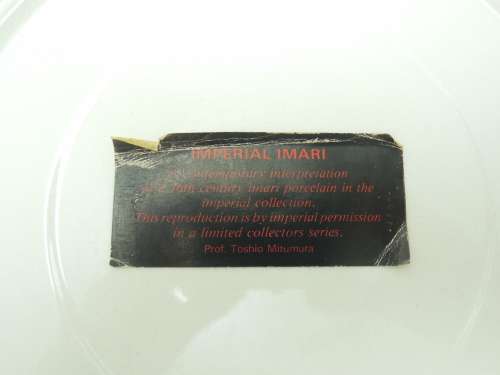 IMPERIAL IMARI
contemporary interpretation
century imari porcelain in the
imperial collection.
This reproduction is by imperial permission
in a limited collectors series.
Prof. Toshio Mitumura